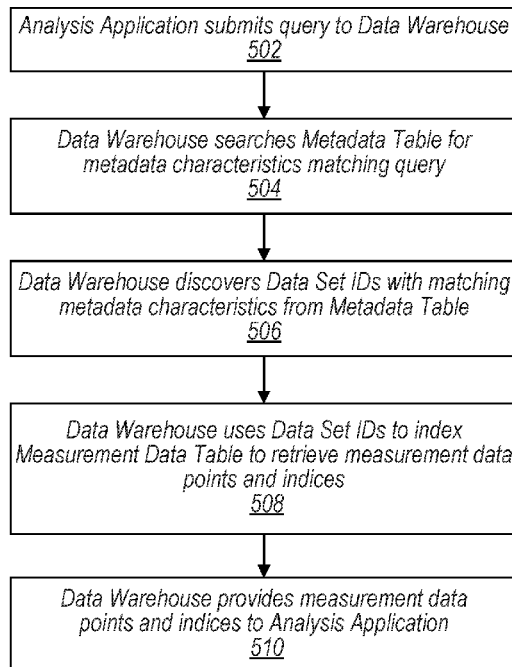 Analysis Application submits query to Data Warehouse
502
Data Warehouse searches Metadata Table for
metadata characteristics matching query
504
Data Warehouse discovers Data Set IDs with matching
metadata characteristics from Metadata Table
506
Data Warehouse uses Data Set IDs to index
Measurement Data Table to retrieve measurement data
points and indices
508
Data Warehouse provides measurement data
points and indices to Analysis Application
510